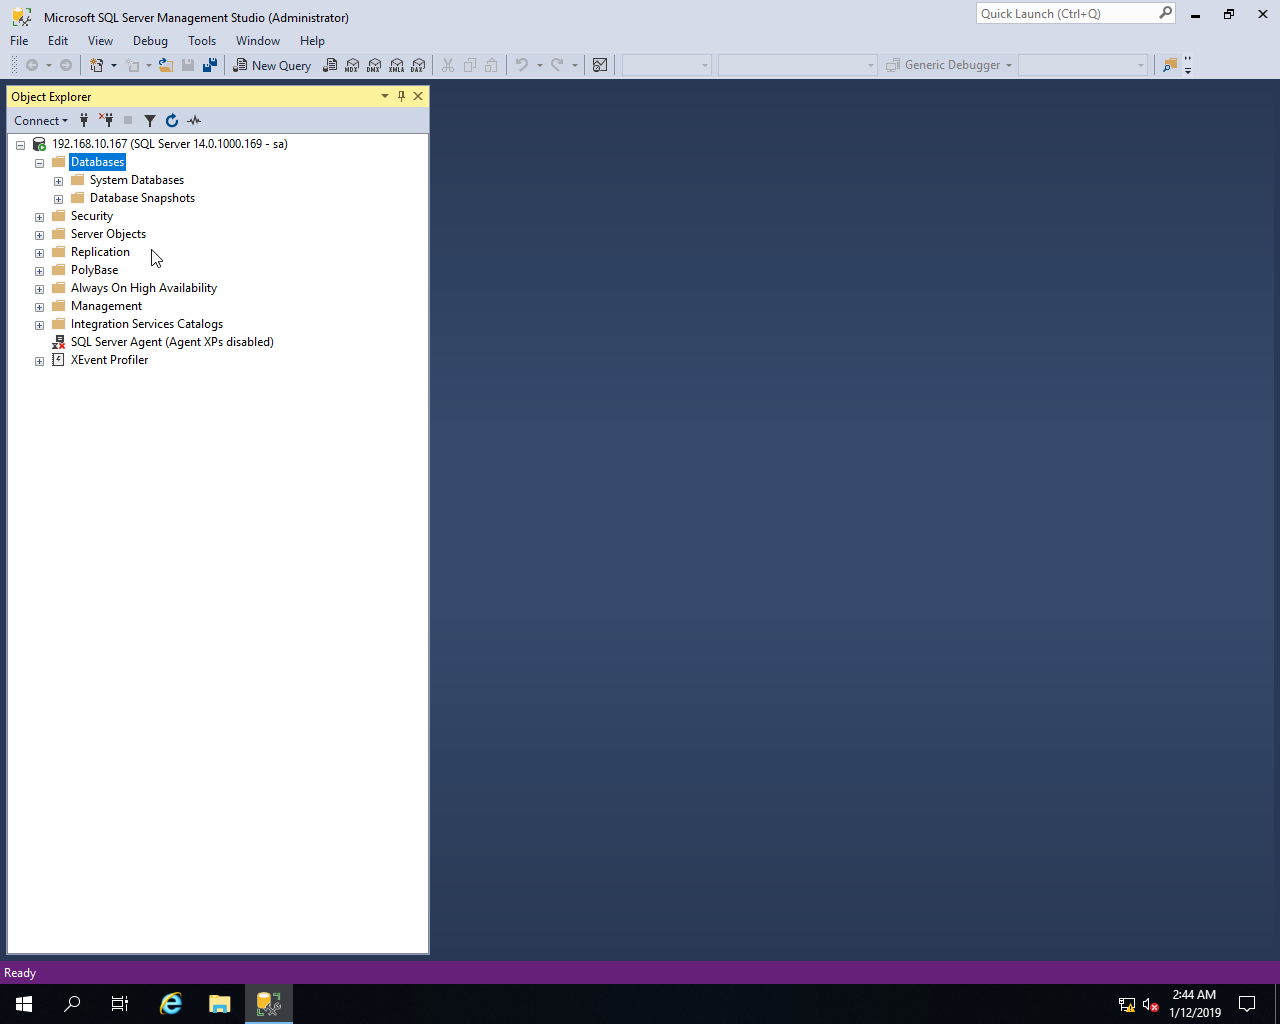 Microsoft SQL Server Management Studio (Administrator)
Quick Launch (Ctrl+Q)
File Edit View Debug Tools Window Help
New Query MDX DMX XMLA DAX Generic Debugger
Object Explorer
Connect
192.168.10.167 (SQL Server 14.0.1000.169 - sa)
Databases
System Databases
Database Snapshots
Security
Server Objects
Replication
PolyBase
Always On High Availability
Management
Integration Services Catalogs
SQL Server Agent (Agent XPs disabled)
XEvent Profiler
Ready
2:44 AM
1/12/2019